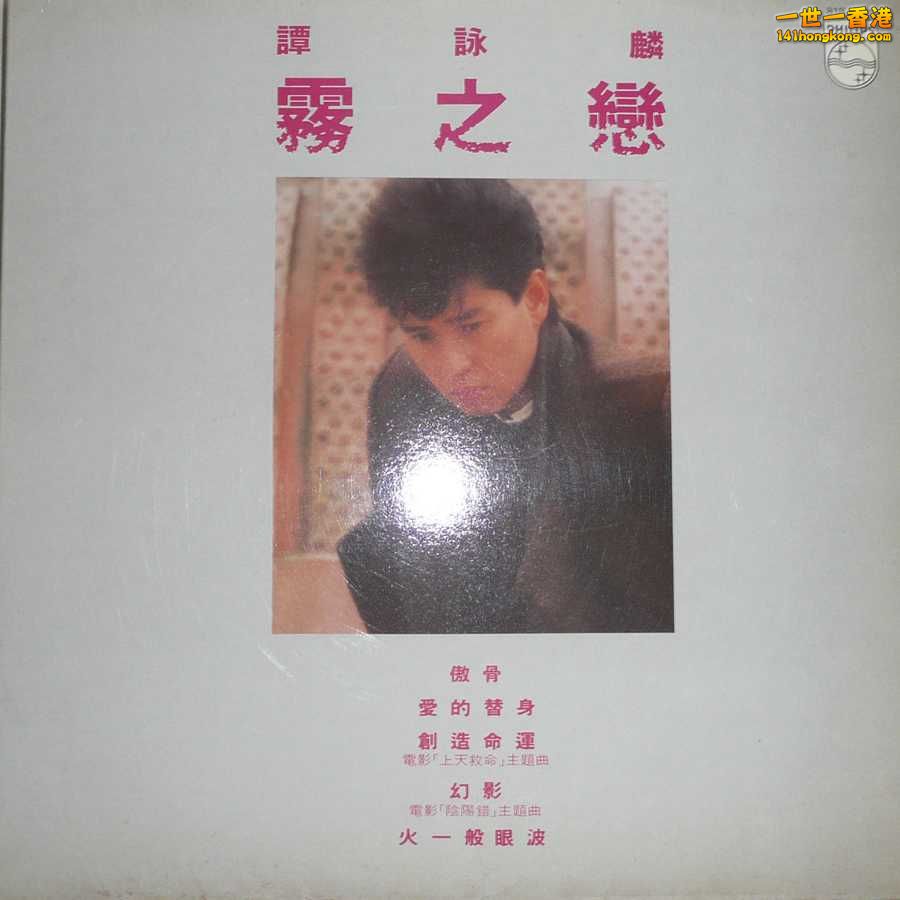 一世一香港
141hongkong.com
譚詠麟
霧之戀
傲骨
愛的替身
創造命運
電影「上天救命」主題曲
幻影
電影「陰陽錯」主題曲
火一般眼波